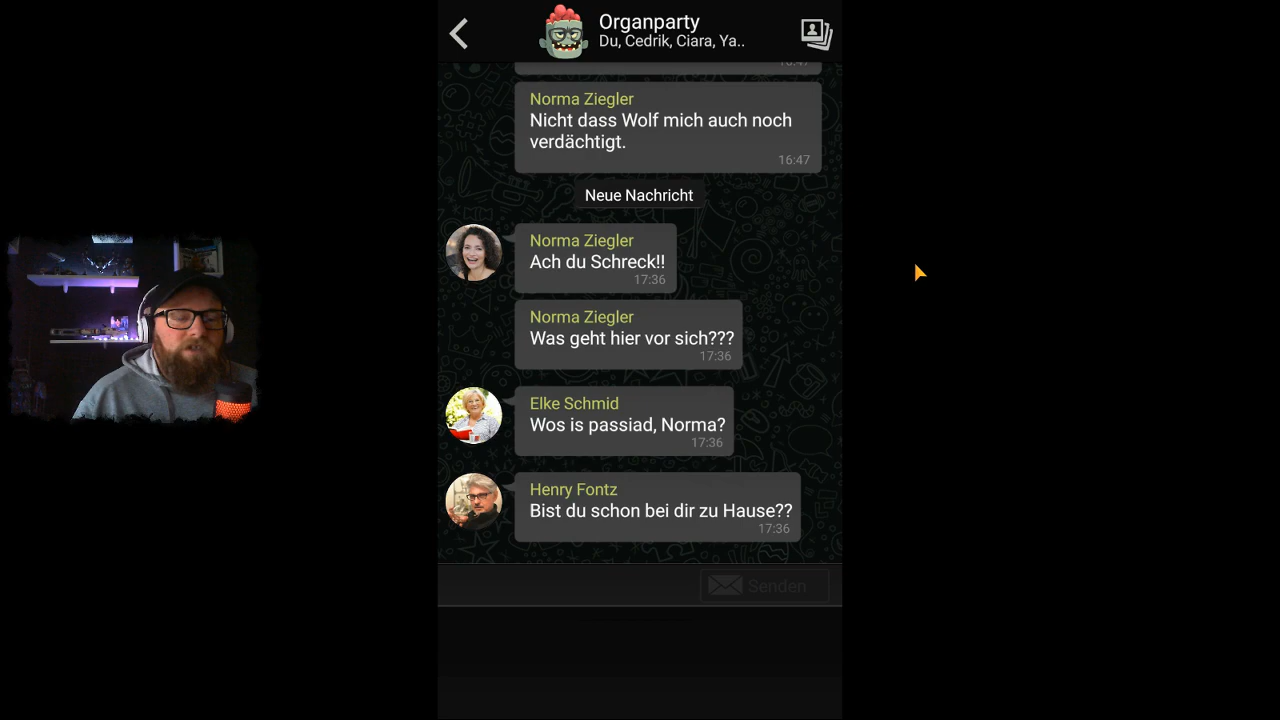 Organparty
Du, Cedrik, Ciara, Ya..
16:47
Norma Ziegler
Nicht dass Wolf mich auch noch
verdächtigt.
16:47
Neue Nachricht
Norma Ziegler
Ach du Schreck!!
17:36
Norma Ziegler
Was geht hier vor sich???
17:36
Elke Schmid
Wos is passiad, Norma?
17:36
Henry Fontz
Bist du schon bei dir zu Hause??
17:36
Senden